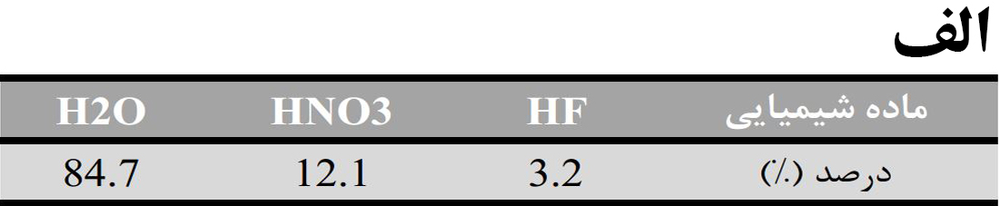 الف
ماده شیمیایی HF HNO3 H2O
درصد (٪) 3.2 12.1 84.7